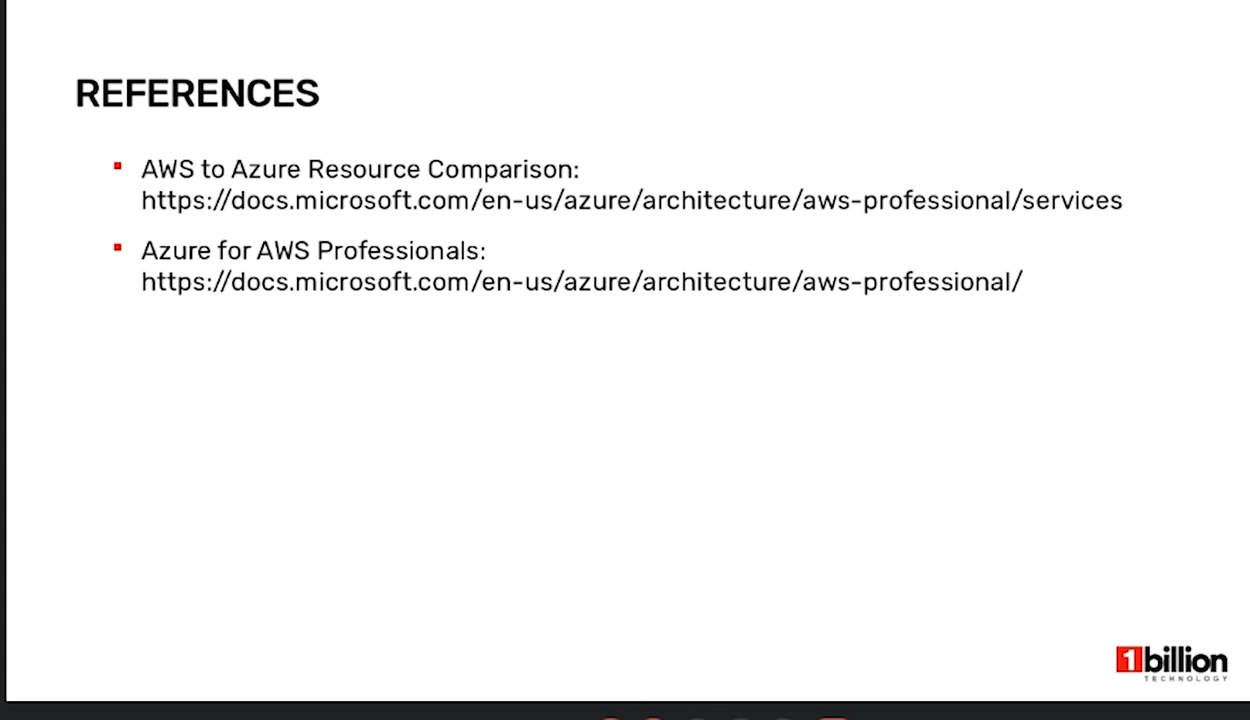 REFERENCES
AWS to Azure Resource Comparison:
https://docs.microsoft.com/en-us/azure/architecture/aws-professional/services
Azure for AWS Professionals:
https://docs.microsoft.com/en-us/azure/architecture/aws-professional/
1billion
TECHNOLOGY